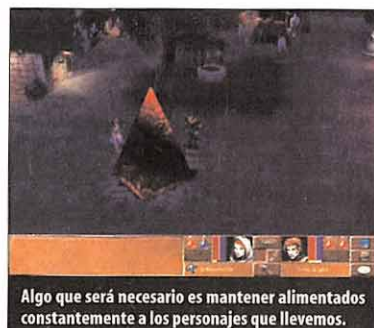 Algo que será necesario es mantener alimentados
constantemente a los personajes que llevemos.